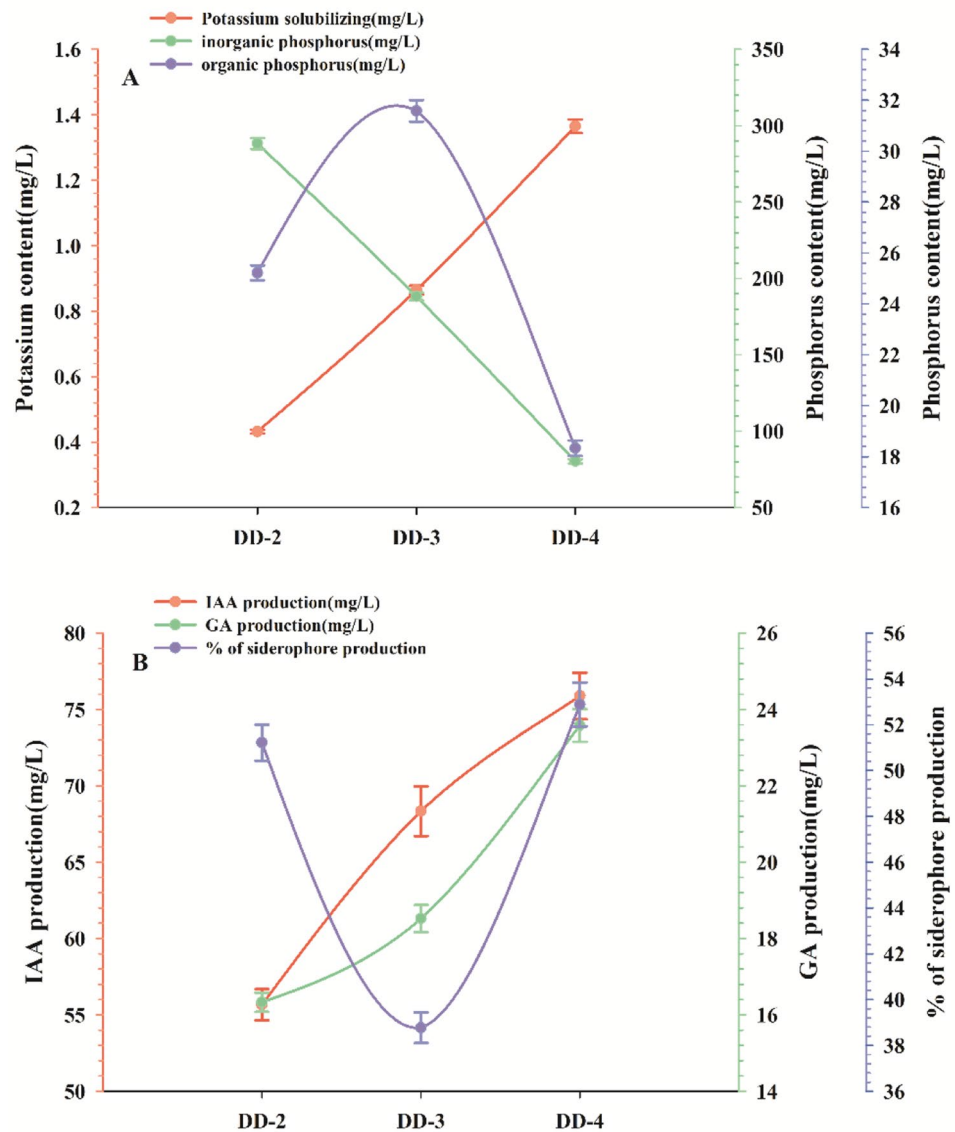 Potassium solubilizing(mg/L)
inorganic phosphorus(mg/L)
organic phosphorus(mg/L)
A
Potassium content(mg/L)
1.6
1.4
1.2
1.0
0.8
0.6
0.4
0.2
DD-2
DD-3
DD-4
Phosphorus content(mg/L)
350
300
250
200
150
100
50
Phosphorus content(mg/L)
34
32
30
28
26
24
22
20
18
16
IAA production(mg/L)
GA production(mg/L)
% of siderophore production
B
IAA production(mg/L)
80
75
70
65
60
55
50
DD-2
DD-3
DD-4
GA production(mg/L)
26
24
22
20
18
16
14
% of siderophore production
56
54
52
50
48
46
44
42
40
38
36